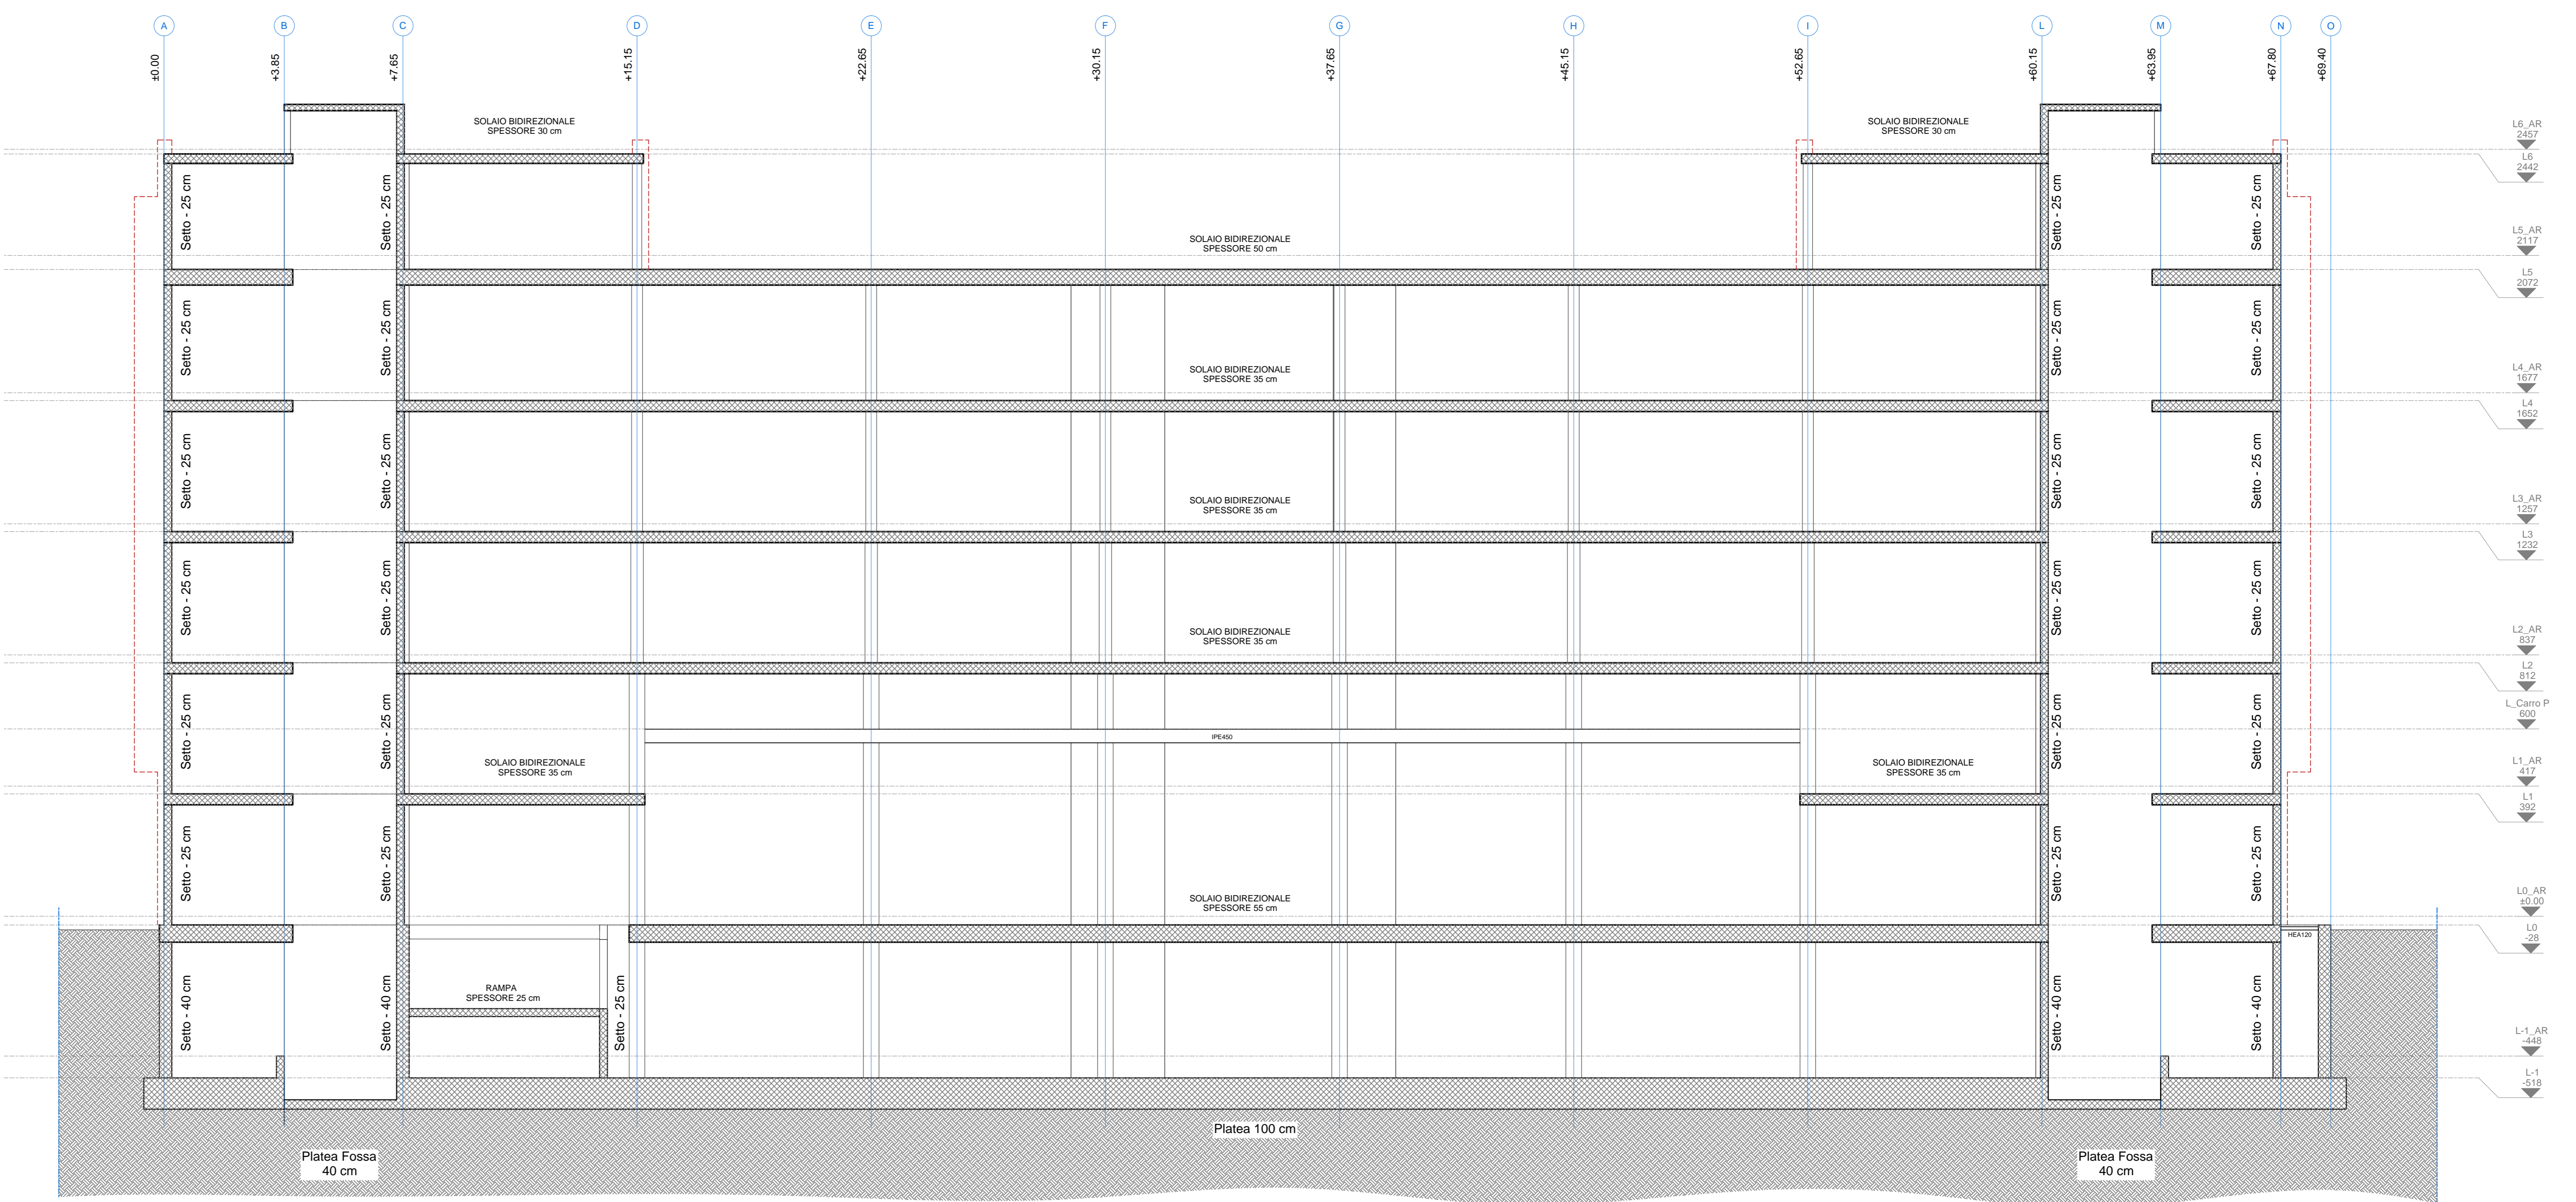 A B C D E F G H I L M N O
±0.00 +3.85 +7.65 +15.15 +22.65 +30.15 +37.65 +45.15 +52.65 +60.15 +63.95 +67.80 +69.40
SOLAIO BIDIREZIONALE
SPESSORE 30 cm
SOLAIO BIDIREZIONALE
SPESSORE 30 cm
L6_AR
2457
L6
2442
Setto - 25 cm Setto - 25 cm Setto - 25 cm Setto - 25 cm
SOLAIO BIDIREZIONALE
SPESSORE 50 cm
L5_AR
2117
L5
2072
Setto - 25 cm Setto - 25 cm Setto - 25 cm Setto - 25 cm
SOLAIO BIDIREZIONALE
SPESSORE 35 cm
L4_AR
1677
L4
1652
Setto - 25 cm Setto - 25 cm Setto - 25 cm Setto - 25 cm
SOLAIO BIDIREZIONALE
SPESSORE 35 cm
L3_AR
1257
L3
1232
Setto - 25 cm Setto - 25 cm Setto - 25 cm Setto - 25 cm
SOLAIO BIDIREZIONALE
SPESSORE 35 cm
L2_AR
837
L2
812
Setto - 25 cm Setto - 25 cm Setto - 25 cm Setto - 25 cm
L_Carro P
600
IPE450
SOLAIO BIDIREZIONALE
SPESSORE 35 cm
SOLAIO BIDIREZIONALE
SPESSORE 35 cm
L1_AR
417
L1
392
Setto - 25 cm Setto - 25 cm Setto - 25 cm Setto - 25 cm
SOLAIO BIDIREZIONALE
SPESSORE 55 cm
L0_AR
±0.00
L0
-28
HEA120
RAMPA
SPESSORE 25 cm
Setto - 40 cm Setto - 40 cm Setto - 25 cm Setto - 40 cm Setto - 40 cm
L-1_AR
-448
L-1
-518
Platea 100 cm
Platea Fossa
40 cm
Platea Fossa
40 cm